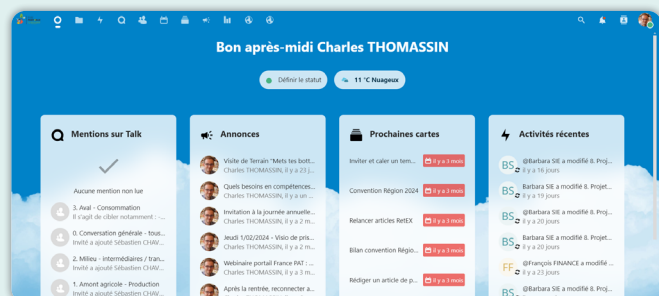 Bon après-midi Charles THOMASSIN
Définir le statut
11 °C Nuageux
Mentions sur Talk
Aucune mention non lue
3. Aval - Consommation
Il s'agit de cibler notamment : -...
0. Conversation générale - tous...
Invité a ajouté Sébastien CHAV...
2. Milieu - intermédiaires / tran...
Invité a ajouté Sébastien CHAV...
1. Amont agricole - Production
Invité a ajouté Sébastien CHAV...
Annonces
Visite de Terrain "Mets tes bott...
Charles THOMASSIN, il y a 23 j...
Quels besoins en compétences...
Charles THOMASSIN, il y a un ...
Invitation à la journée annuelle...
Charles THOMASSIN, il y a 2 m...
Jeudi 1/02/2024 - Visio de pris...
Charles THOMASSIN, il y a 2 m...
Webinaire portail France PAT : ...
Charles THOMASSIN, il y a 3 m...
Après la rentrée, reconnecter a...
Charles THOMASSIN, il y a 3 m...
Prochaines cartes
Inviter et caler un tem... il y a 3 mois
Convention Région 2024 il y a 3 mois
Relancer articles RetEX il y a 3 mois
Bilan convention Régio... il y a 3 mois
Rédiger un article de p... il y a 3 mois
Activités récentes
BS @Barbara SIE a modifié 8. Proj...
il y a 16 jours
BS Barbara SIE a modifié 8. Projet...
il y a 19 jours
BS @Barbara SIE a modifié 8. Proj...
il y a 20 jours
BS Barbara SIE a modifié 8. Projet...
il y a 20 jours
FF @François FINANCE a modifié ...
il y a 23 jours
BS @Barbara SIE a modifié 8. Proj...